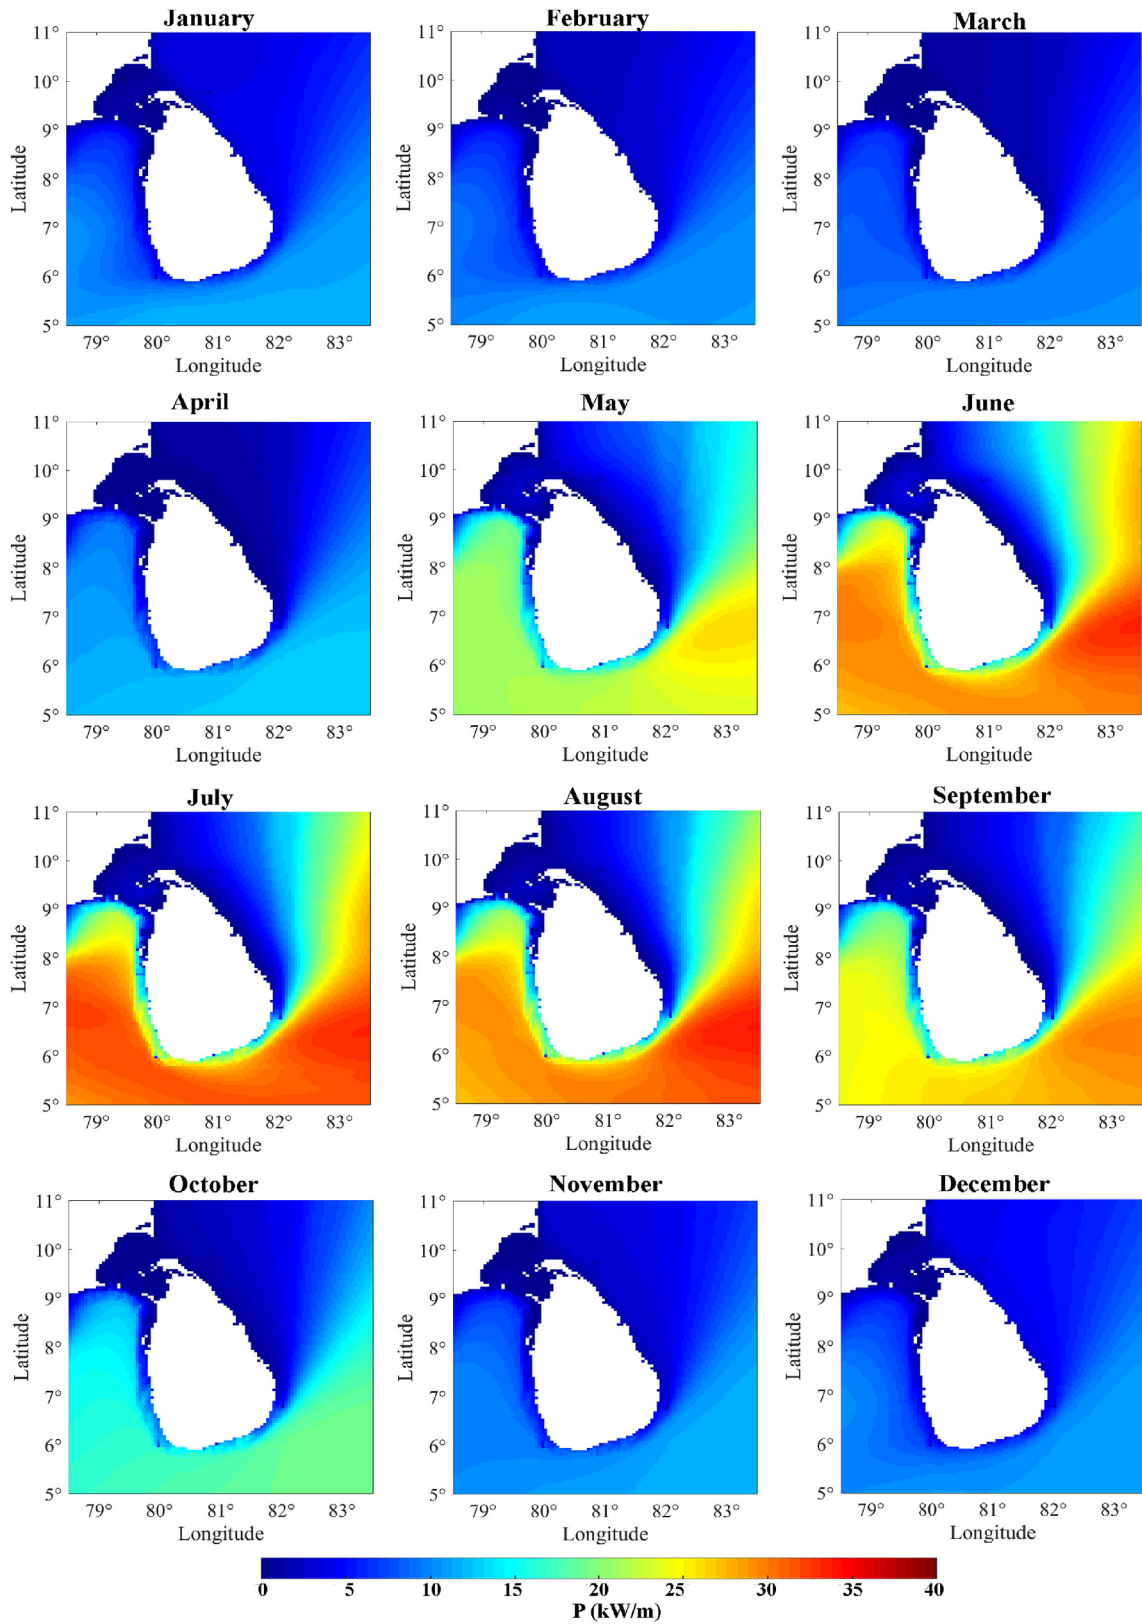 January February March
11° 11° 11°
10° 10° 10°
9° 9° 9°
8° 8° 8°
7° 7° 7°
6° 6° 6°
5° 5° 5°
Latitude Latitude Latitude
79° 80° 81° 82° 83° 79° 80° 81° 82° 83° 79° 80° 81° 82° 83°
Longitude Longitude Longitude
April May June
11° 11° 11°
10° 10° 10°
9° 9° 9°
8° 8° 8°
7° 7° 7°
6° 6° 6°
5° 5° 5°
Latitude Latitude Latitude
79° 80° 81° 82° 83° 79° 80° 81° 82° 83° 79° 80° 81° 82° 83°
Longitude Longitude Longitude
July August September
11° 11° 11°
10° 10° 10°
9° 9° 9°
8° 8° 8°
7° 7° 7°
6° 6° 6°
5° 5° 5°
Latitude Latitude Latitude
79° 80° 81° 82° 83° 79° 80° 81° 82° 83° 79° 80° 81° 82° 83°
Longitude Longitude Longitude
October November December
11° 11° 11°
10° 10° 10°
9° 9° 9°
8° 8° 8°
7° 7° 7°
6° 6° 6°
5° 5° 5°
Latitude Latitude Latitude
79° 80° 81° 82° 83° 79° 80° 81° 82° 83° 79° 80° 81° 82° 83°
Longitude Longitude Longitude
0 5 10 15 20 25 30 35 40
P (kW/m)